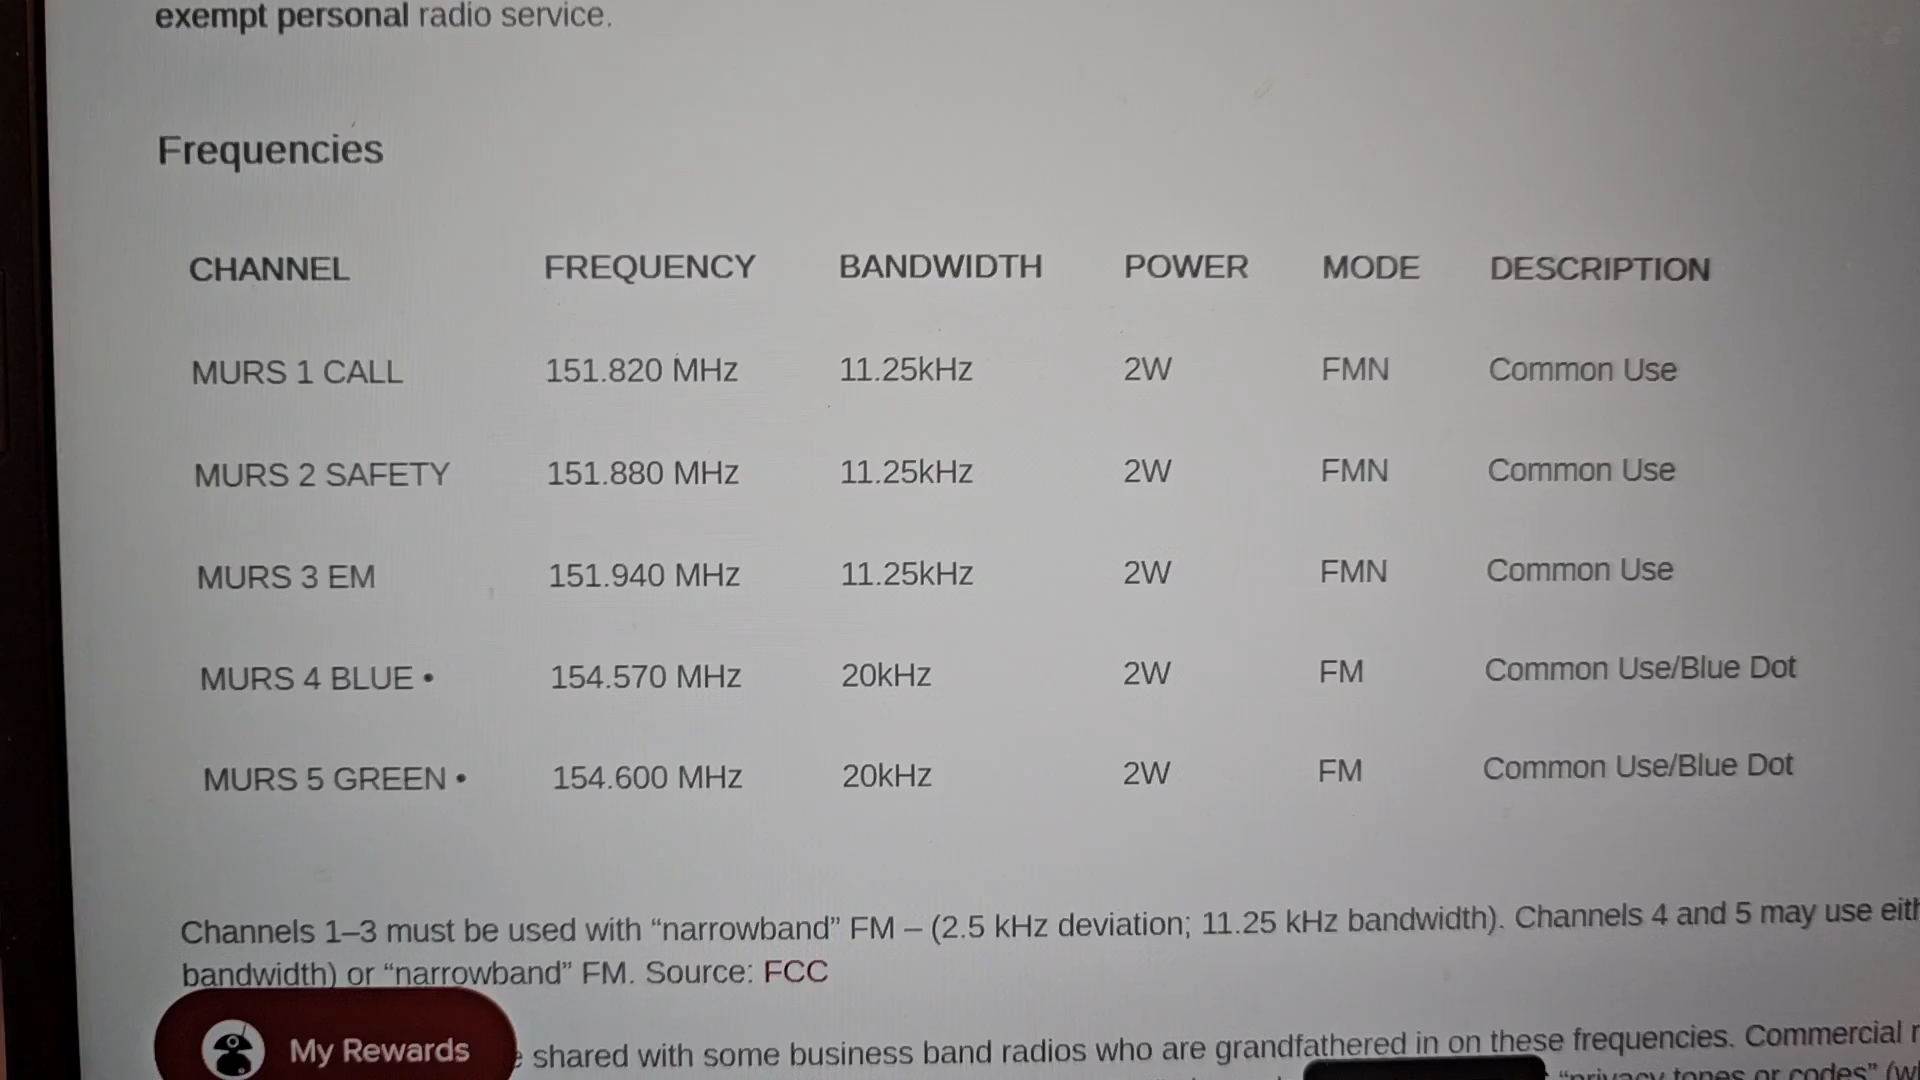 exempt personal radio service.
Frequencies
CHANNEL FREQUENCY BANDWIDTH POWER MODE DESCRIPTION
MURS 1 CALL 151.820 MHz 11.25kHz 2W FMN Common Use
MURS 2 SAFETY 151.880 MHz 11.25kHz 2W FMN Common Use
MURS 3 EM 151.940 MHz 11.25kHz 2W FMN Common Use
MURS 4 BLUE • 154.570 MHz 20kHz 2W FM Common Use/Blue Dot
MURS 5 GREEN • 154.600 MHz 20kHz 2W FM Common Use/Blue Dot
Channels 1–3 must be used with “narrowband” FM – (2.5 kHz deviation; 11.25 kHz bandwidth). Channels 4 and 5 may use
bandwidth) or “narrowband” FM. Source: FCC
My Rewards
shared with some business band radios who are grandfathered in on these frequencies. Commercial
“privacy tones or codes”